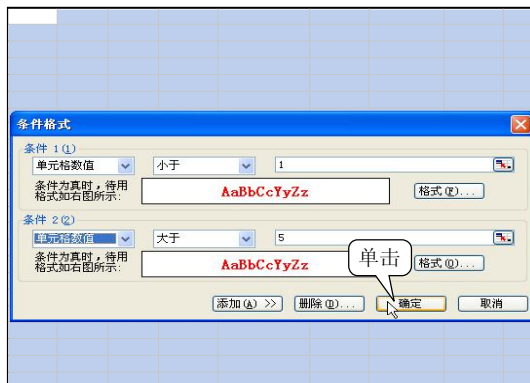 条件格式
条件 1(1)
单元格数值 小于 1
条件为真时，待用
格式如右图所示:
AaBbCcYyZz 格式(F)...
条件 2(2)
单元格数值 大于 5
条件为真时，待用
格式如右图所示:
AaBbCcYyZz 格式(O)...
单击
添加(A) >> 删除(D)... 确定 取消